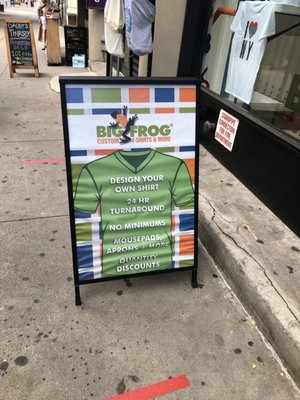 BIG FROG
CUSTOM T-SHIRTS & MORE
DESIGN YOUR
OWN SHIRT
24 HR
TURNAROUND
NO MINIMUMS
MOUSEPADS,
APRONS & MORE
QUANTITY
DISCOUNTS
I
NY